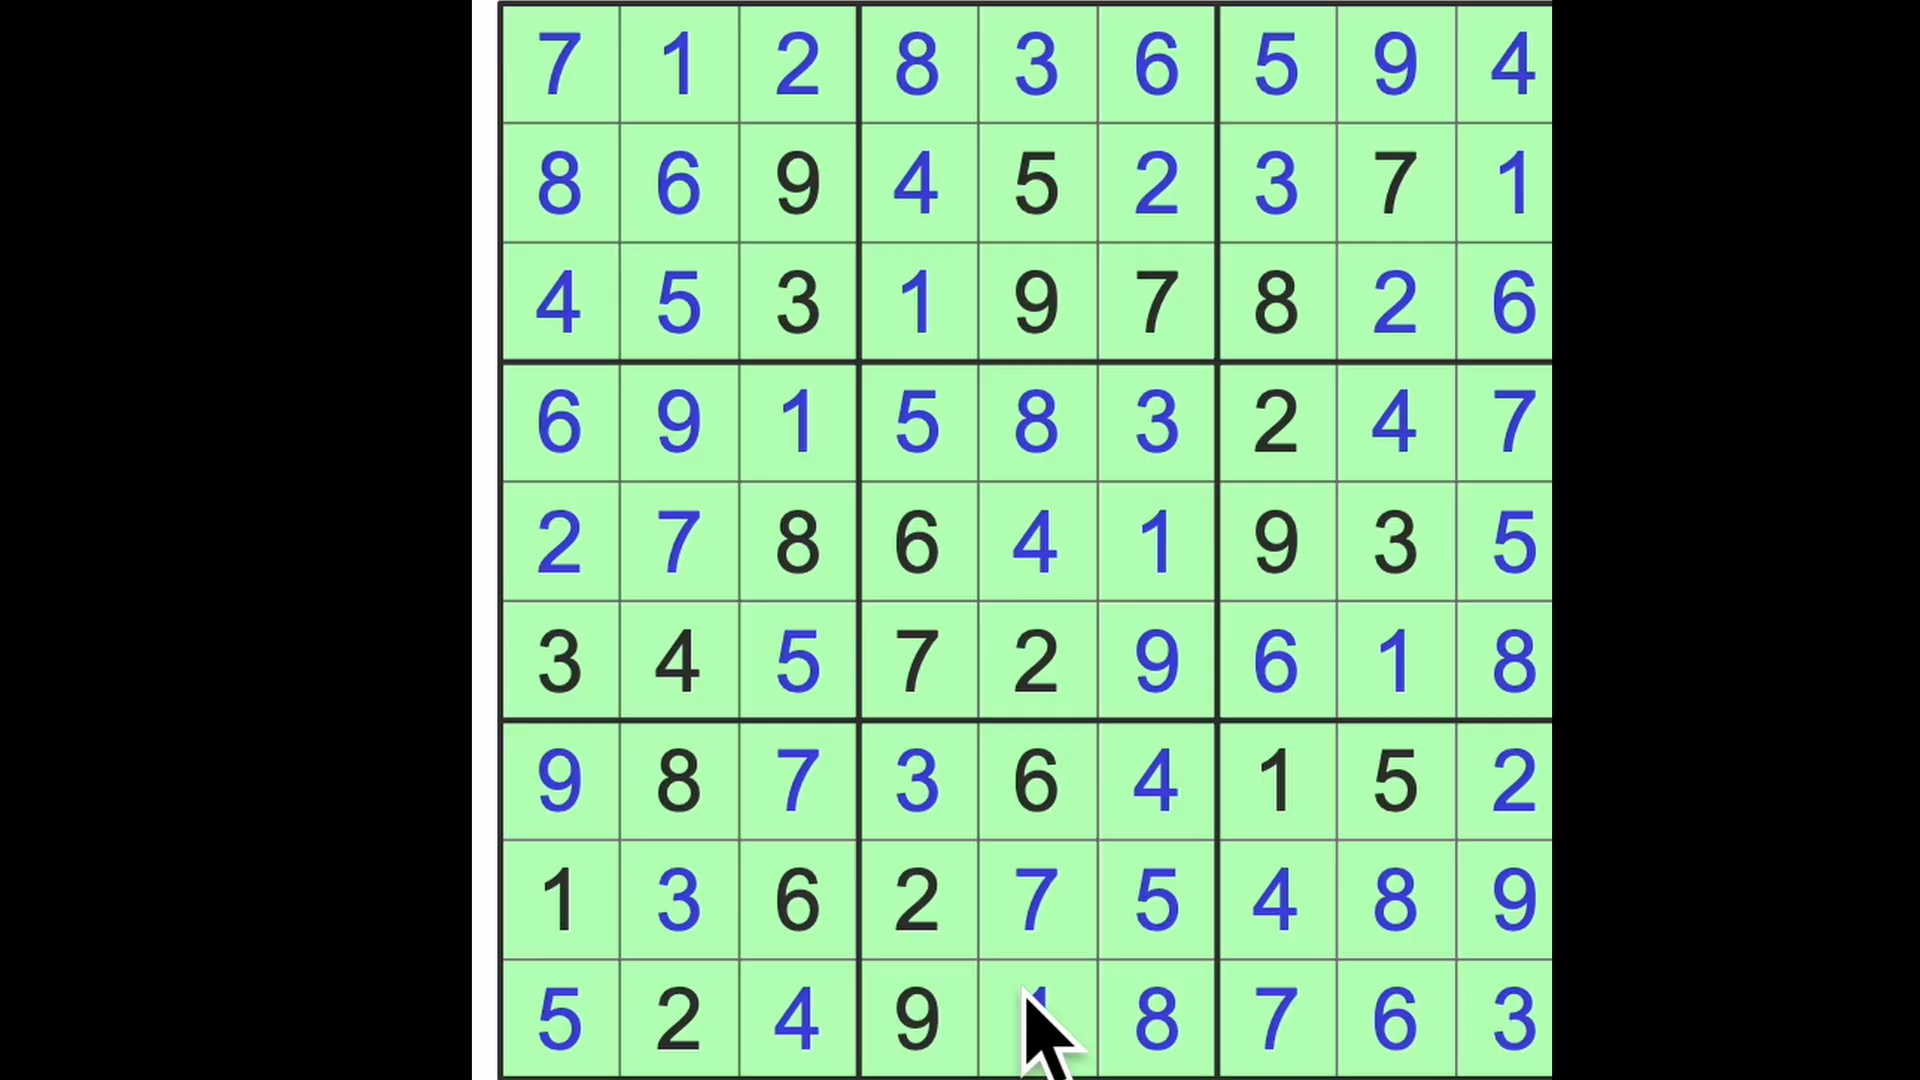 7 1 2 8 3 6 5 9 4
8 6 9 4 5 2 3 7 1
4 5 3 1 9 7 8 2 6
6 9 1 5 8 3 2 4 7
2 7 8 6 4 1 9 3 5
3 4 5 7 2 9 6 1 8
9 8 7 3 6 4 1 5 2
1 3 6 2 7 5 4 8 9
5 2 4 9 1 8 7 6 3